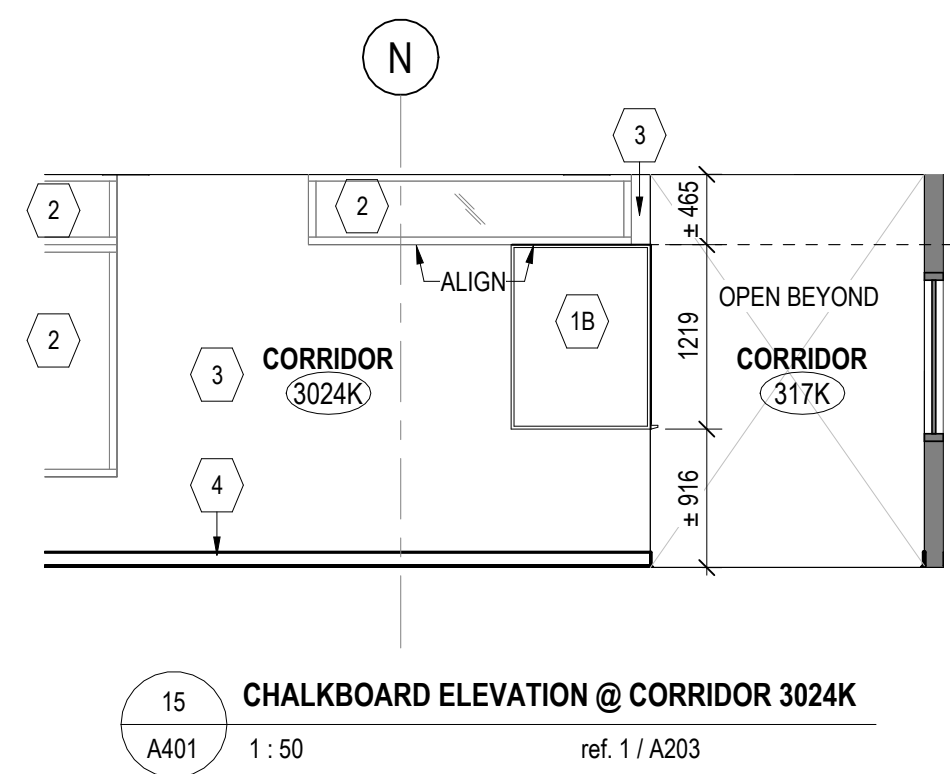 N
3
2
2
± 465
ALIGN
OPEN BEYOND
1B
2
1219
CORRIDOR
3024K
CORRIDOR
317K
3
4
± 916
15
CHALKBOARD ELEVATION @ CORRIDOR 3024K
A401
1 : 50
ref. 1 / A203